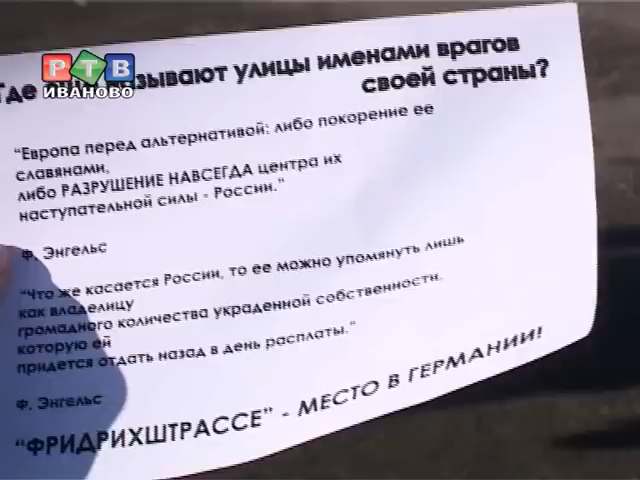 РТВ
ИВАНОВО
Где зывают улицы именами врагов
своей страны?
"Европа перед альтернативой: либо покорение ее
славянами,
либо РАЗРУШЕНИЕ НАВСЕГДА центра их
наступательной силы - России."
Ф. Энгельс
"Что же касается России, то ее можно упомянуть лишь
как владелицу
громадного количества украденной собственности,
которую ей
придется отдать назад в день расплаты."
Ф. Энгельс
"ФРИДРИХШТРАССЕ" - МЕСТО В ГЕРМАНИИ!